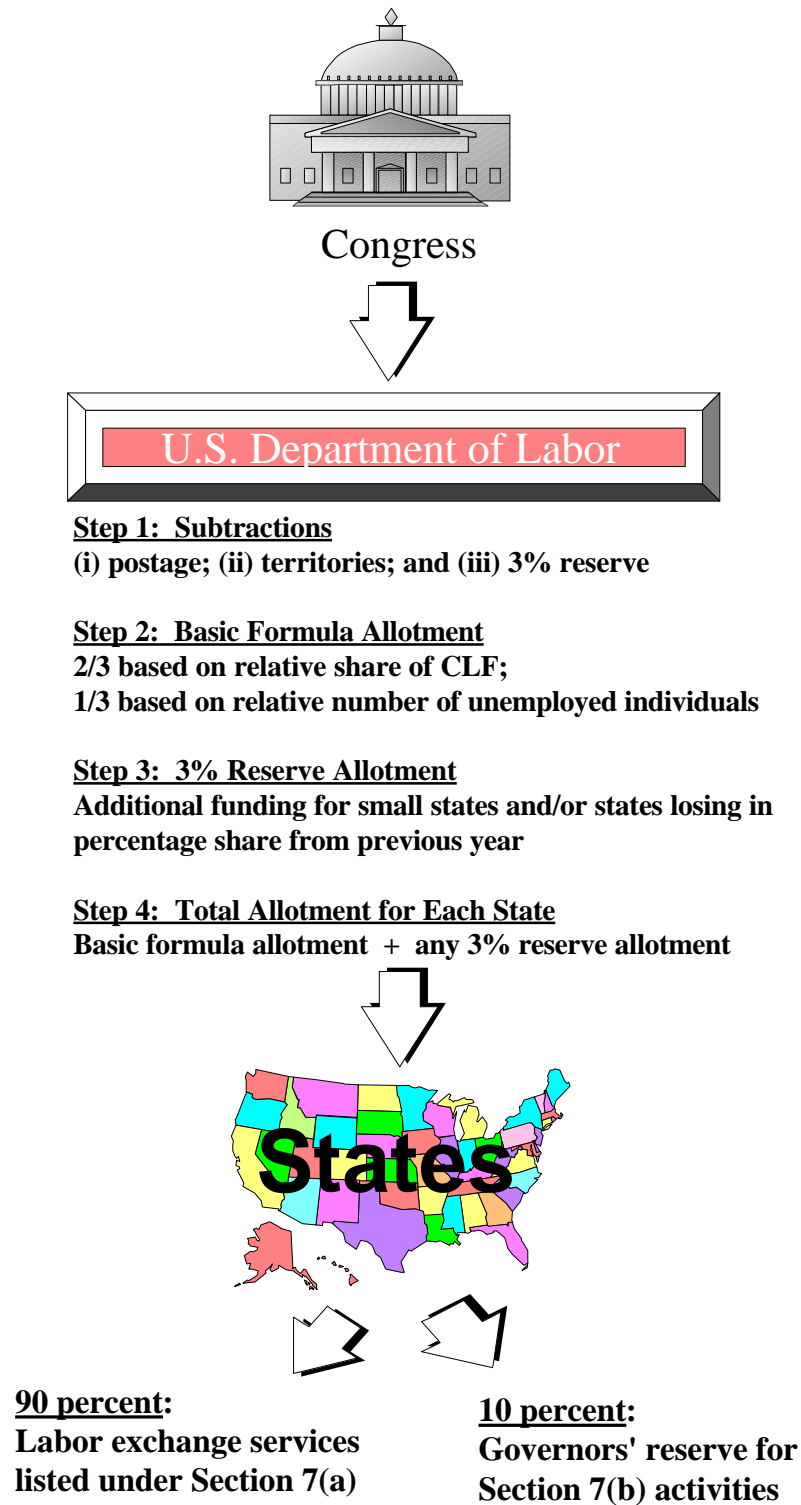 Congress
U.S. Department of Labor
Step 1:  Subtractions
(i) postage; (ii) territories; and (iii) 3% reserve
Step 2:  Basic Formula Allotment
2/3 based on relative share of CLF;
1/3 based on relative number of unemployed individuals
Step 3:  3% Reserve Allotment
Additional funding for small states and/or states losing in
percentage share from previous year
Step 4:  Total Allotment for Each State
Basic formula allotment  +  any 3% reserve allotment
States
90 percent:
Labor exchange services
listed under Section 7(a)
10 percent:
Governors' reserve for
Section 7(b) activities